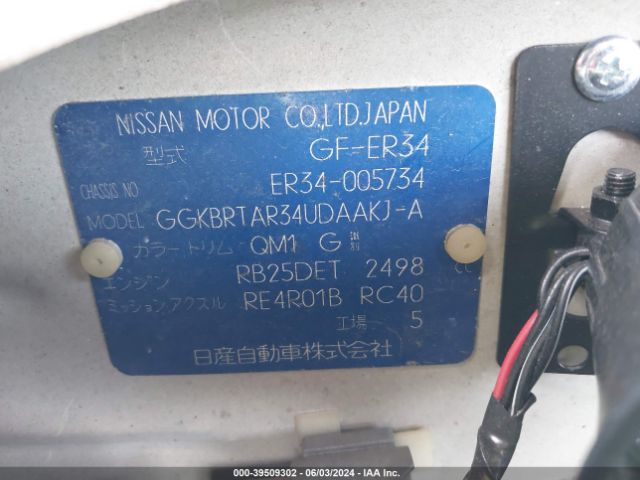 NISSAN MOTOR CO.,LTD.JAPAN
型式 GF-ER34
CHASSIS NO ER34-005734
MODEL GGKBRTAR34UDAAKJ-A
カラー,トリム QM1 G
エンジン RB25DET 2498 CC
ミッション,アクスル RE4R01B RC40
工場 5
日産自動車株式会社
000-39509302 - 06/03/2024 - IAA Inc.